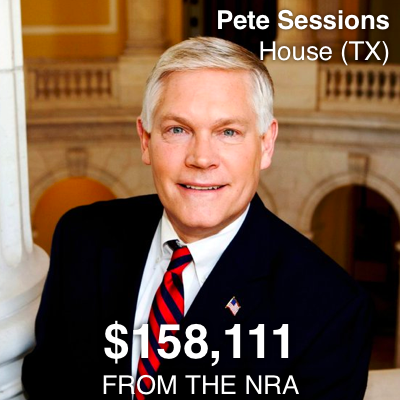 Pete Sessions
House (TX)
$158,111
FROM THE NRA